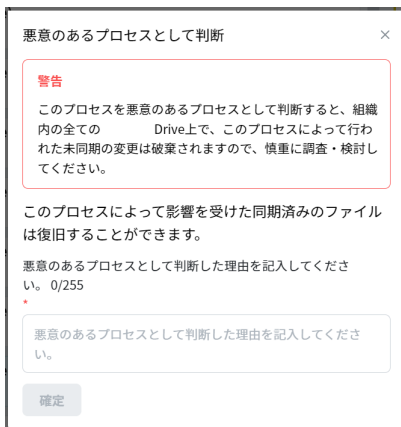 悪意のあるプロセスとして判断
警告
このプロセスを悪意のあるプロセスとして判断すると、組織
内の全ての Drive上で、このプロセスによって行わ
れた未同期の変更は破棄されますので、慎重に調査・検討し
てください。
このプロセスによって影響を受けた同期済みのファイル
は復旧することができます。
悪意のあるプロセスとして判断した理由を記入してくださ
い。 0/255
*
悪意のあるプロセスとして判断した理由を記入してくださ
い。
確定